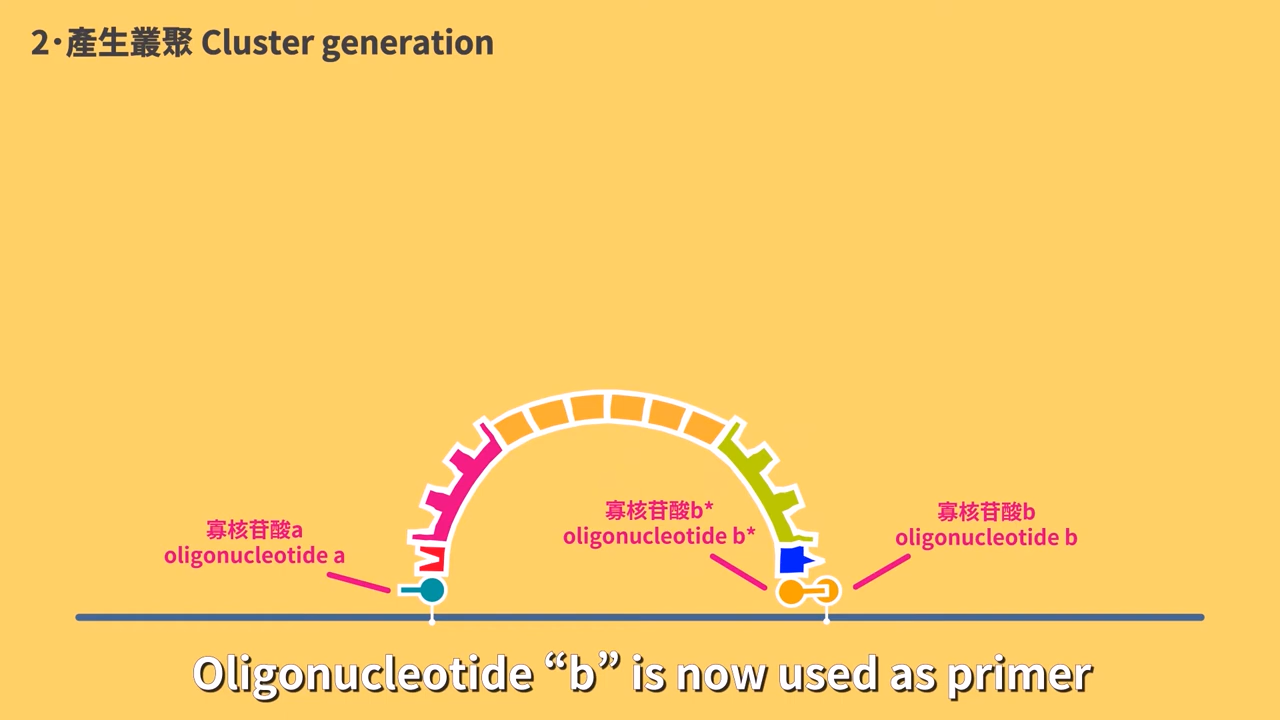 2·產生叢聚 Cluster generation
寡核苷酸a
oligonucleotide a
寡核苷酸b*
oligonucleotide b*
寡核苷酸b
oligonucleotide b
Oligonucleotide “b” is now used as primer